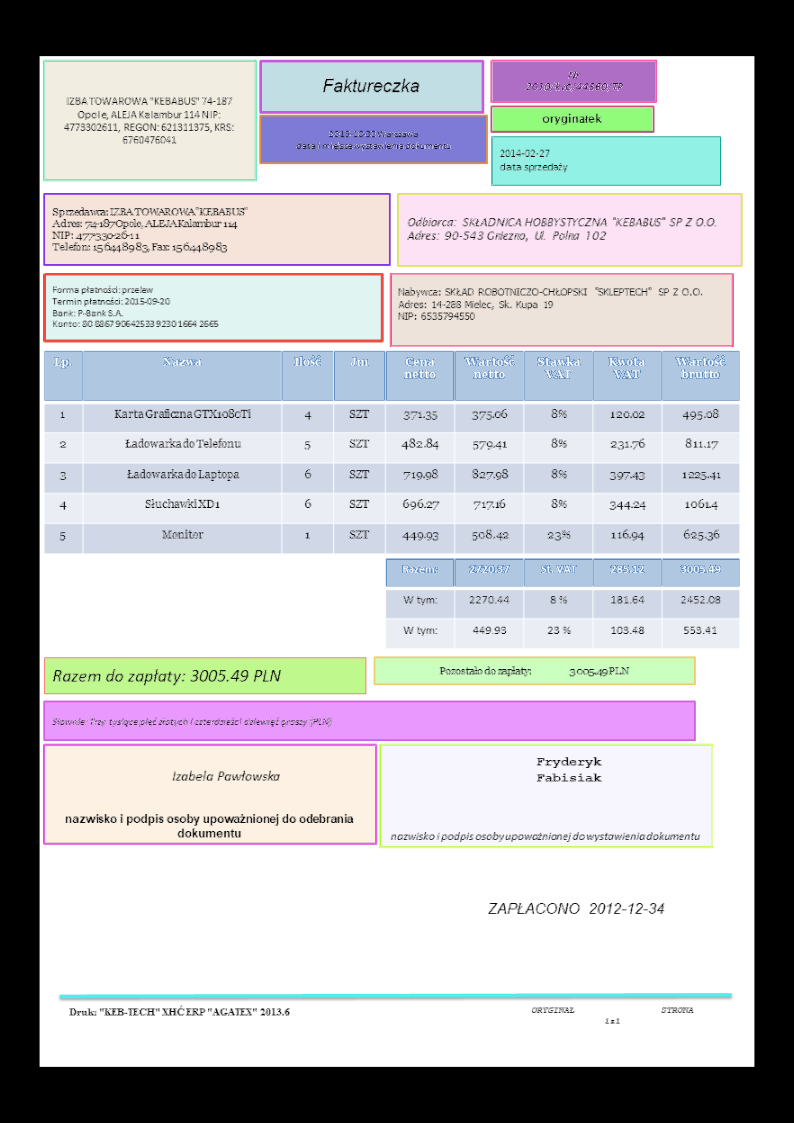 IZBA TOWAROWA "KEBABUS" 74-187
Opole, ALEJA Kalambur 114 NIP:
4773302611, REGON: 621311375, KRS:
6760476041
Faktureczka
Warszawa
data i miejsce wystawienia dokumentu
oryginałek
2014-02-27
data sprzedaży
Sprzedawca: IZBA TOWAROWA "KEBABUS"
Adres: 74-187 Opole, ALEJA Kalambur 114
NIP: 477-330-26-11
Telefon: 156448983, Fax: 156448983
Odbiorca: SKŁADNICA HOBBYSTYCZNA "KEBABUS" SP Z O.O.
Adres: 90-543 Gniezno, Ul. Polna 102
Forma płatności: przelew
Termin płatności: 2015-09-20
Bank: P-Bank S.A.
Konto: 80 8867 9064 2533 9230 1664 2665
Nabywca: SKŁAD ROBOTNICZO-CHŁOPSKI "SKLEPTECH" SP Z O.O.
Adres: 14-288 Mielec, Sk. Kupa 19
NIP: 6535794550
Lp. Nazwa Ilość Jm Cena netto Wartość netto Stawka VAT Kwota VAT Wartość brutto
1 Karta Graficzna GTX1080Ti 4 SZT 371.35 375.06 8% 120.02 495.08
2 Ładowarka do Telefonu 5 SZT 482.84 579.41 8% 231.76 811.17
3 Ładowarka do Laptopa 6 SZT 719.98 827.98 8% 397.43 1225.41
4 Słuchawki XD1 6 SZT 696.27 717.16 8% 344.24 1061.4
5 Monitor 1 SZT 449.93 508.42 23% 116.94 625.36
Razem: 2720.37 St. VAT 285.12 3005.49
W tym: 2270.44 8 % 181.64 2452.08
W tym: 449.93 23 % 103.48 553.41
Razem do zapłaty: 3005.49 PLN
Pozostało do zapłaty: 3005.49 PLN
Słownie: Trzy tysiące pięć złotych i czterdzieści dziewięć groszy (PLN)
Izabela Pawłowska
nazwisko i podpis osoby upoważnionej do odebrania
dokumentu
Fryderyk
Fabisiak
nazwisko i podpis osoby upoważnionej do wystawienia dokumentu
ZAPŁACONO 2012-12-34
Druk: "KEB-TECH" XHĆ ERP "AGATEX" 2013.6
ORYGINAŁ STRONA
1 z 1